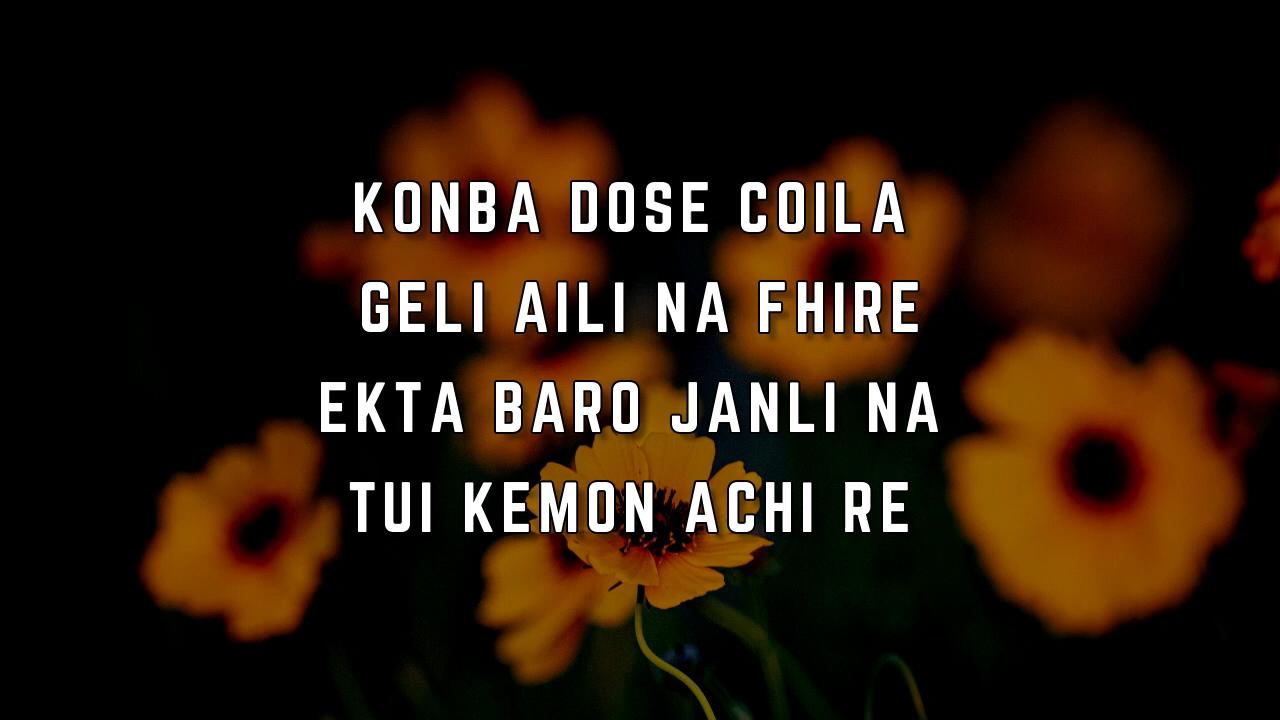 KONBA DOSE COILA
GELI AILI NA FHIRE
EKTA BARO JANLI NA
TUI KEMON ACHI RE